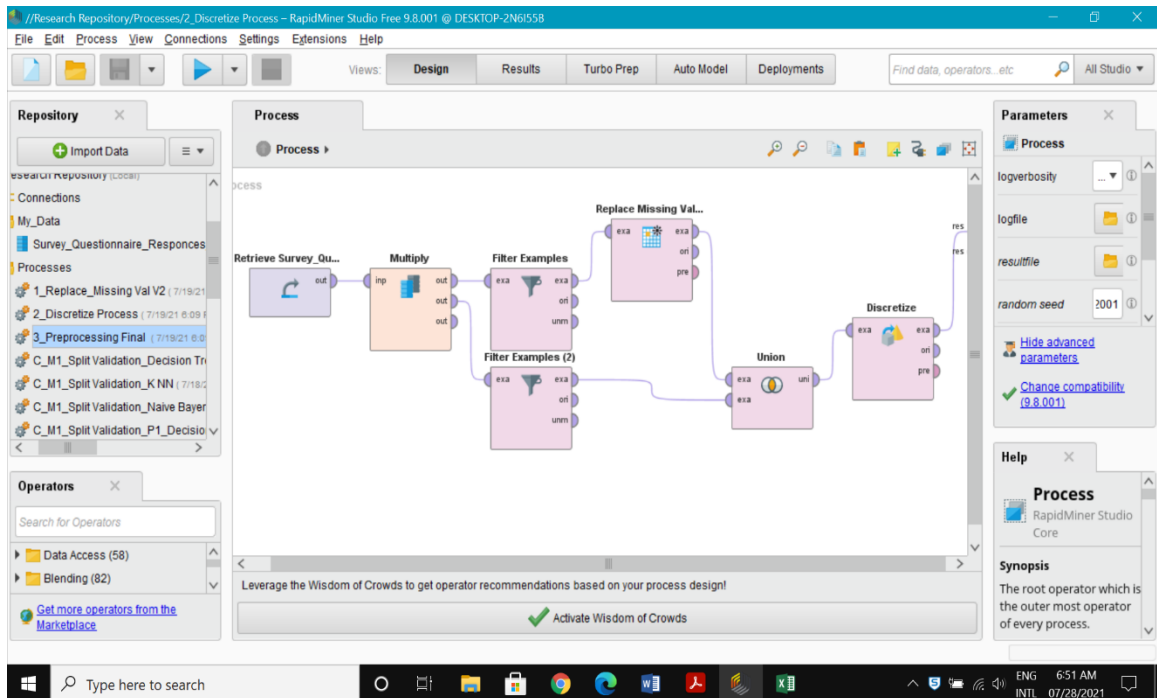 //Research Repository/Processes/2_Discretize Process – RapidMiner Studio Free 9.8.001 @ DESKTOP-2N6I55B
File Edit Process View Connections Settings Extensions Help
Views: Design Results Turbo Prep Auto Model Deployments
Find data, operators...etc
All Studio
Repository
Import Data
esearch Repository (Local)
Connections
My_Data
Survey_Questionnaire_Responces
Processes
1_Replace_Missing Val V2 (7/19/21
2_Discretize Process (7/19/21 6:09
3_Preprocessing Final (7/19/21 6:0
C_M1_Split Validation_Decision Tre
C_M1_Split Validation_K NN (7/18/2
C_M1_Split Validation_Naive Bayer
C_M1_Split Validation_P1_Decisio
Operators
Search for Operators
Data Access (58)
Blending (82)
Get more operators from the
Marketplace
Process
Process
ocess
Retrieve Survey_Qu...
out
Multiply
inp out
out
out
Filter Examples
exa exa
ori
unm
Replace Missing Val...
exa exa
ori
pre
Filter Examples (2)
exa exa
ori
unm
Union
exa uni
exa
Discretize
exa exa
ori
pre
res
res
Leverage the Wisdom of Crowds to get operator recommendations based on your process design!
Activate Wisdom of Crowds
Parameters
Process
logverbosity ...
logfile
resultfile
random seed 2001
Hide advanced
parameters
Change compatibility
(9.8.001)
Help
Process
RapidMiner Studio
Core
Synopsis
The root operator which is
the outer most operator
of every process.
Type here to search
ENG 6:51 AM
INTL 07/28/2021